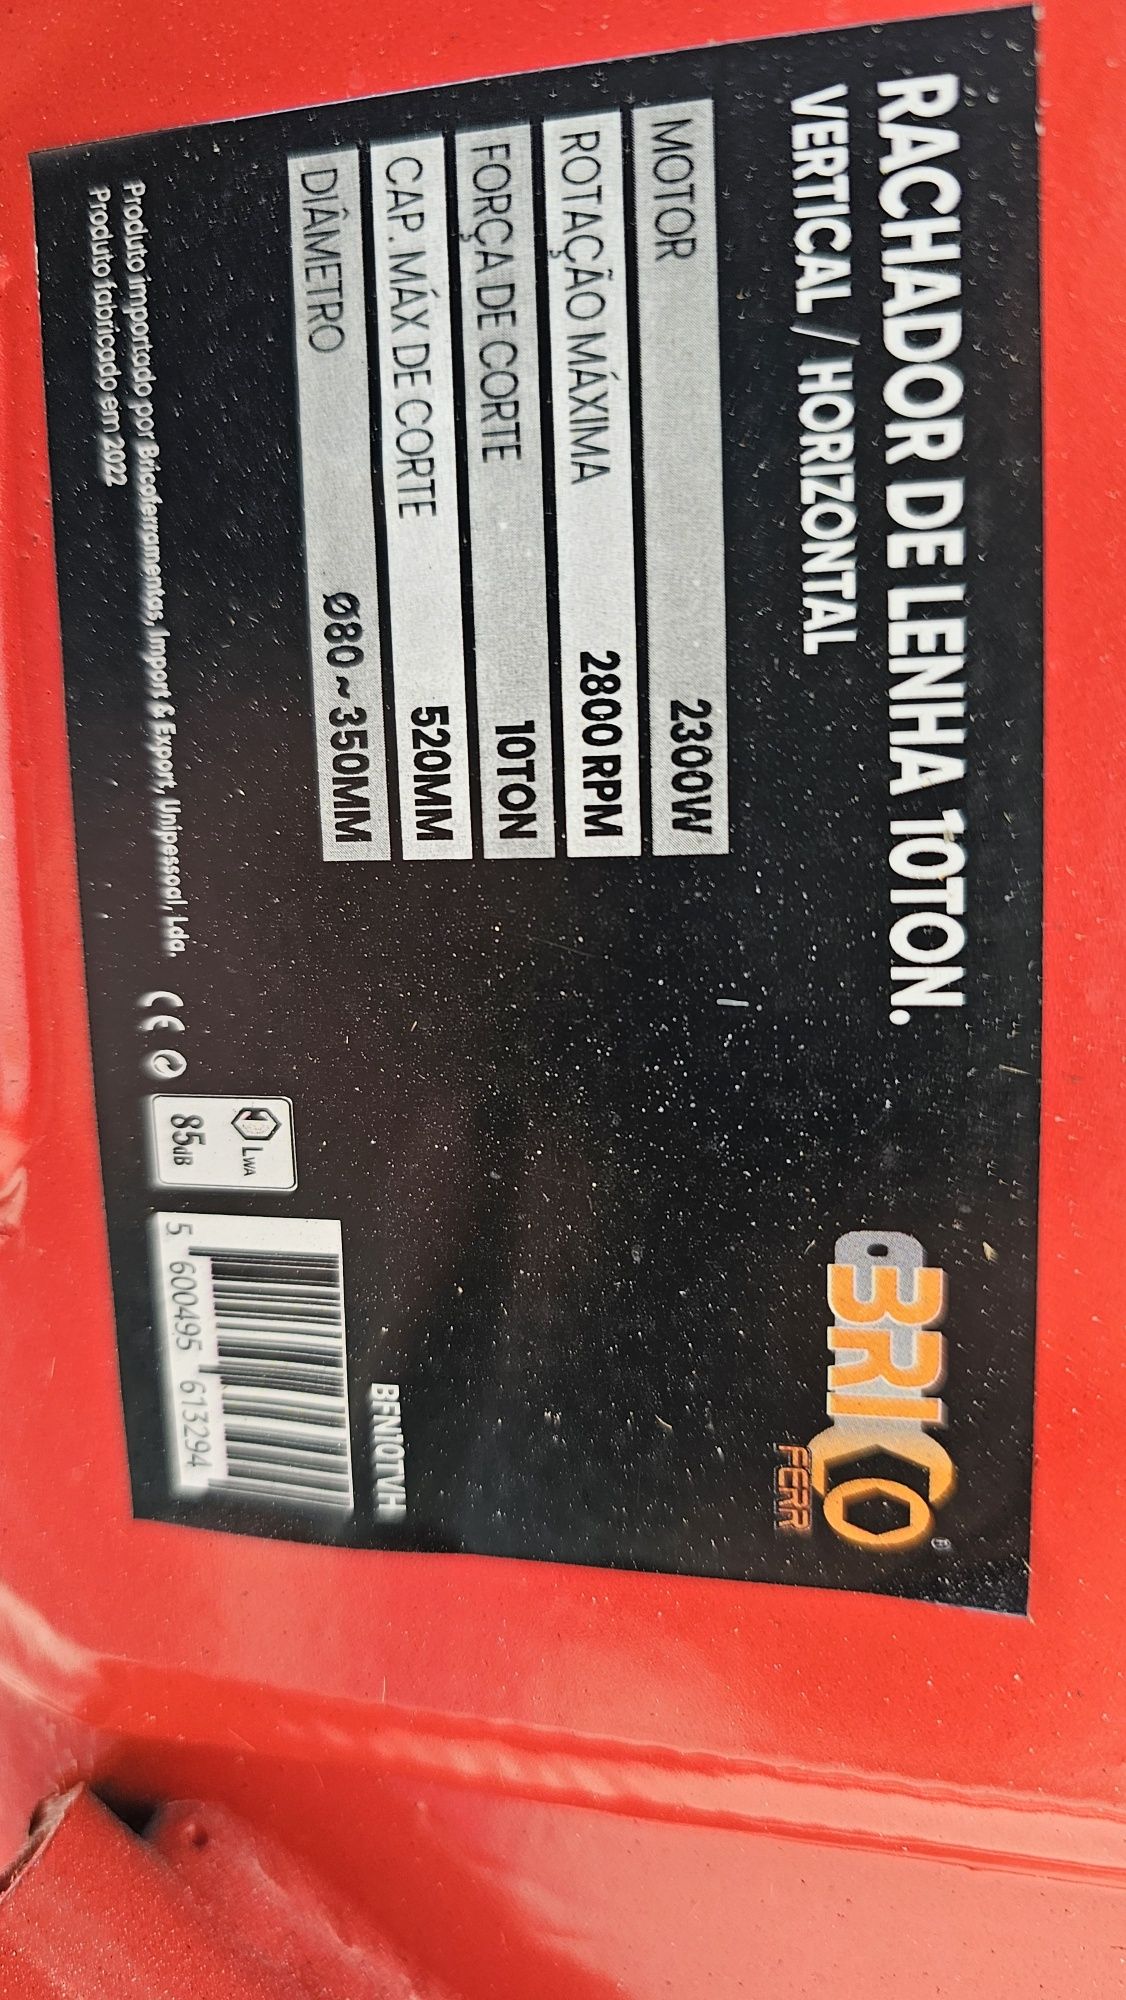 RACHADOR DE LENHA 10TON.
VERTICAL / HORIZONTAL
BRICO
FERR
MOTOR 2300W
ROTAÇÃO MÁXIMA 2800 RPM
FORÇA DE CORTE 10TON
CAP. MÁX DE CORTE 520MM
DIÂMETRO Ø80 ~ 350MM
BFN10TVH
Produto importado por Bricoferramentas, Import & Export, Unipessoal, Lda.
Produto fabricado em 2022
CE
LWA
85dB
5 600495 613294